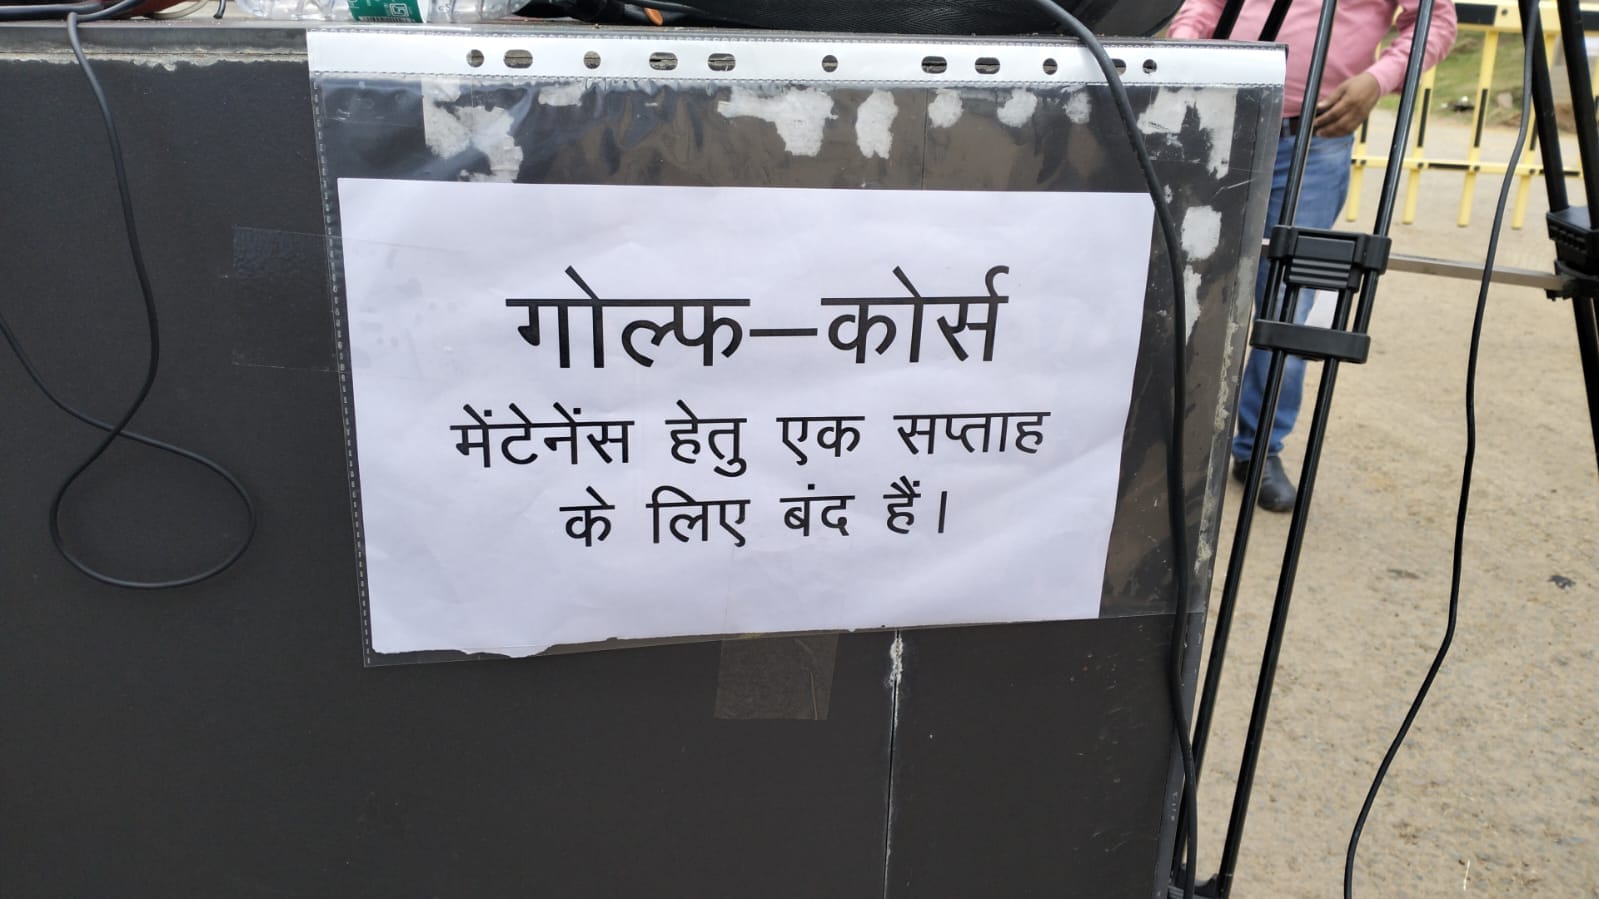 गोल्फ–कोर्स
मेंटेनेंस हेतु एक सप्ताह
के लिए बंद हैं।